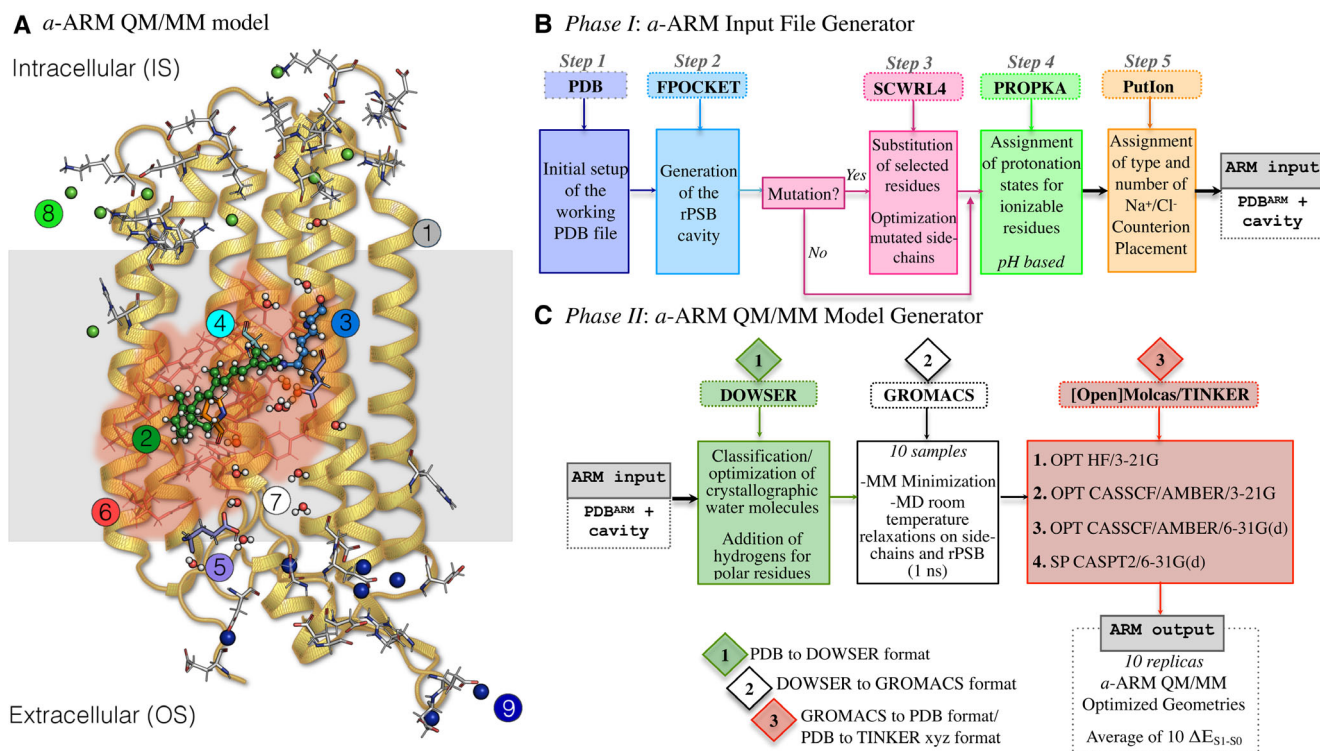 A a-ARM QM/MM model
Intracellular (IS)
8
1
4
3
2
6
7
5
9
Extracellular (OS)
B Phase I: a-ARM Input File Generator
Step 1
PDB
Initial setup
of the
working
PDB file
Step 2
FPOCKET
Generation
of the
rPSB
cavity
Mutation?
Yes
No
Step 3
SCWRL4
Substitution
of selected
residues
Optimization
mutated side-
chains
Step 4
PROPKA
Assignment
of protonation
states for
ionizable
residues
pH based
Step 5
PutIon
Assignment
of type and
number of
Na⁺/Cl⁻
Counterion
Placement
ARM input
PDBᴬᴿᴹ +
cavity
C Phase II: a-ARM QM/MM Model Generator
ARM input
PDBᴬᴿᴹ +
cavity
1
DOWSER
Classification/
optimization of
crystallographic
water molecules
Addition of
hydrogens for
polar residues
2
GROMACS
10 samples
-MM Minimization
-MD room
temperature
relaxations on side-
chains and rPSB
(1 ns)
3
[Open]Molcas/TINKER
1. OPT HF/3-21G
2. OPT CASSCF/AMBER/3-21G
3. OPT CASSCF/AMBER/6-31G(d)
4. SP CASPT2/6-31G(d)
ARM output
10 replicas
a-ARM QM/MM
Optimized Geometries
Average of 10 ΔE_S1-S0
1 PDB to DOWSER format
2 DOWSER to GROMACS format
3 GROMACS to PDB format/
PDB to TINKER xyz format